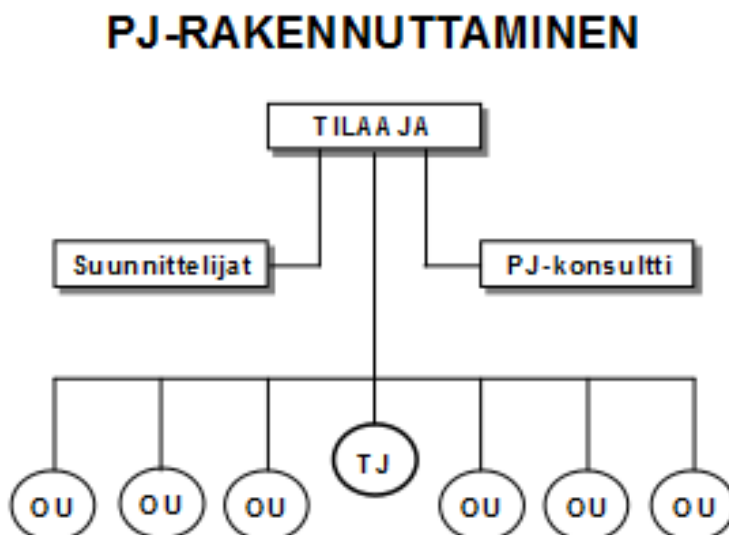 PJ-RAKENNUTTAMINEN
TILAAJA
Suunnittelijat PJ-konsultti
TJ
OU OU OU OU OU OU